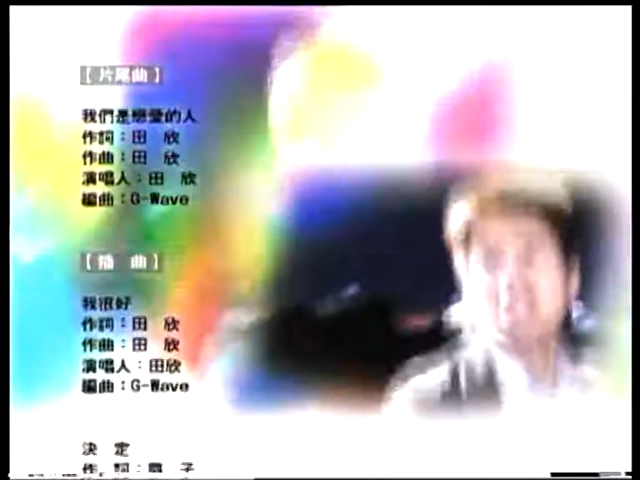 【片尾曲】
我們是戀愛的人
作詞：田　欣
作曲：田　欣
演唱人：田　欣
編曲：G-Wave
【插　曲】
我很好
作詞：田　欣
作曲：田　欣
演唱人：田欣
編曲：G-Wave
決　定
作　詞：